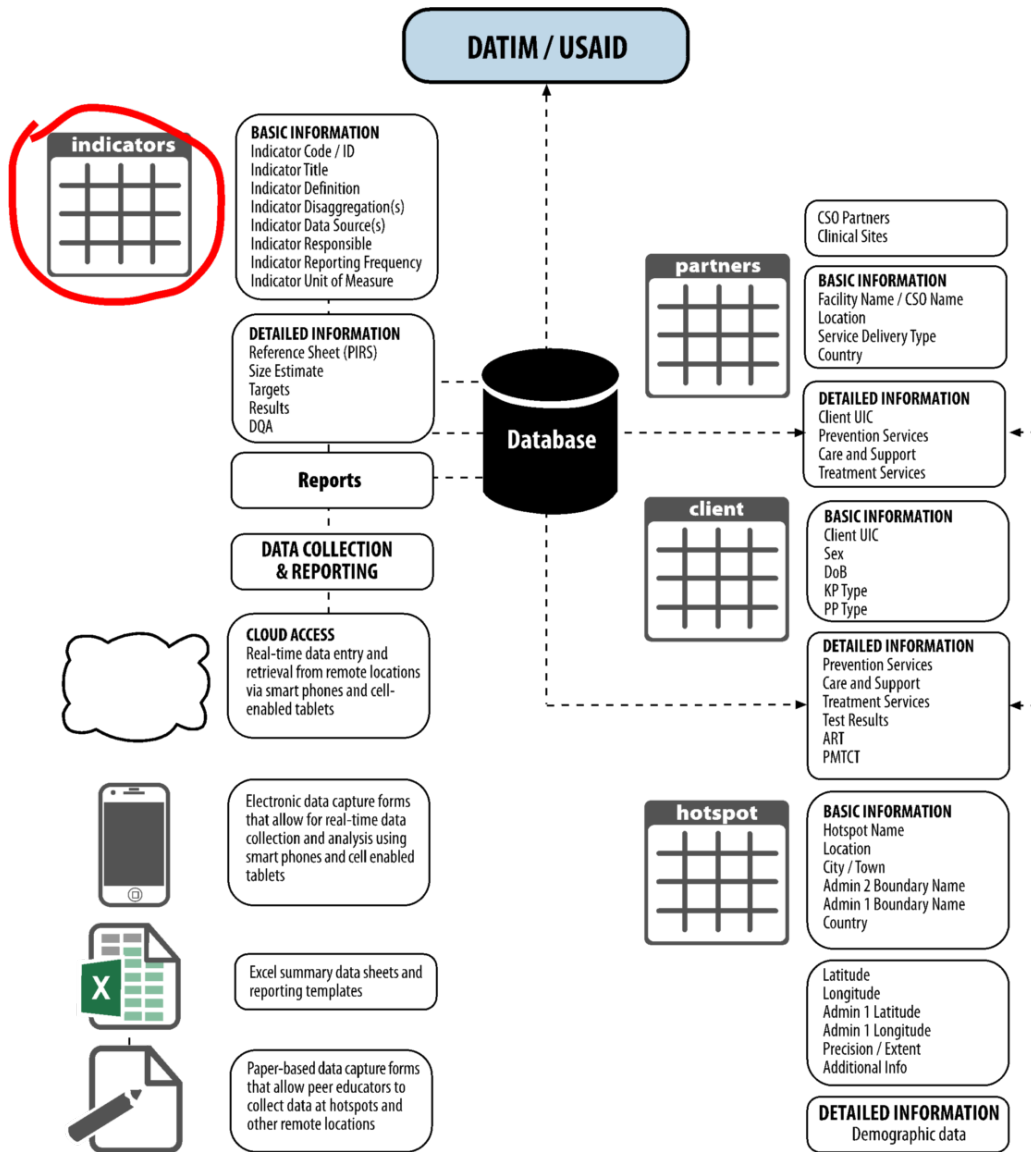 DATIM / USAID
indicators
BASIC INFORMATION
Indicator Code / ID
Indicator Title
Indicator Definition
Indicator Disaggregation(s)
Indicator Data Source(s)
Indicator Responsible
Indicator Reporting Frequency
Indicator Unit of Measure
DETAILED INFORMATION
Reference Sheet (PIRS)
Size Estimate
Targets
Results
DQA
Reports
DATA COLLECTION
& REPORTING
CLOUD ACCESS
Real-time data entry and
retrieval from remote locations
via smart phones and cell-
enabled tablets
Electronic data capture forms
that allow for real-time data
collection and analysis using
smart phones and cell enabled
tablets
X
Excel summary data sheets and
reporting templates
Paper-based data capture forms
that allow peer educators to
collect data at hotspots and
other remote locations
Database
CSO Partners
Clinical Sites
partners
BASIC INFORMATION
Facility Name / CSO Name
Location
Service Delivery Type
Country
DETAILED INFORMATION
Client UIC
Prevention Services
Care and Support
Treatment Services
client
BASIC INFORMATION
Client UIC
Sex
DoB
KP Type
PP Type
DETAILED INFORMATION
Prevention Services
Care and Support
Treatment Services
Test Results
ART
PMTCT
hotspot
BASIC INFORMATION
Hotspot Name
Location
City / Town
Admin 2 Boundary Name
Admin 1 Boundary Name
Country
Latitude
Longitude
Admin 1 Latitude
Admin 1 Longitude
Precision / Extent
Additional Info
DETAILED INFORMATION
Demographic data